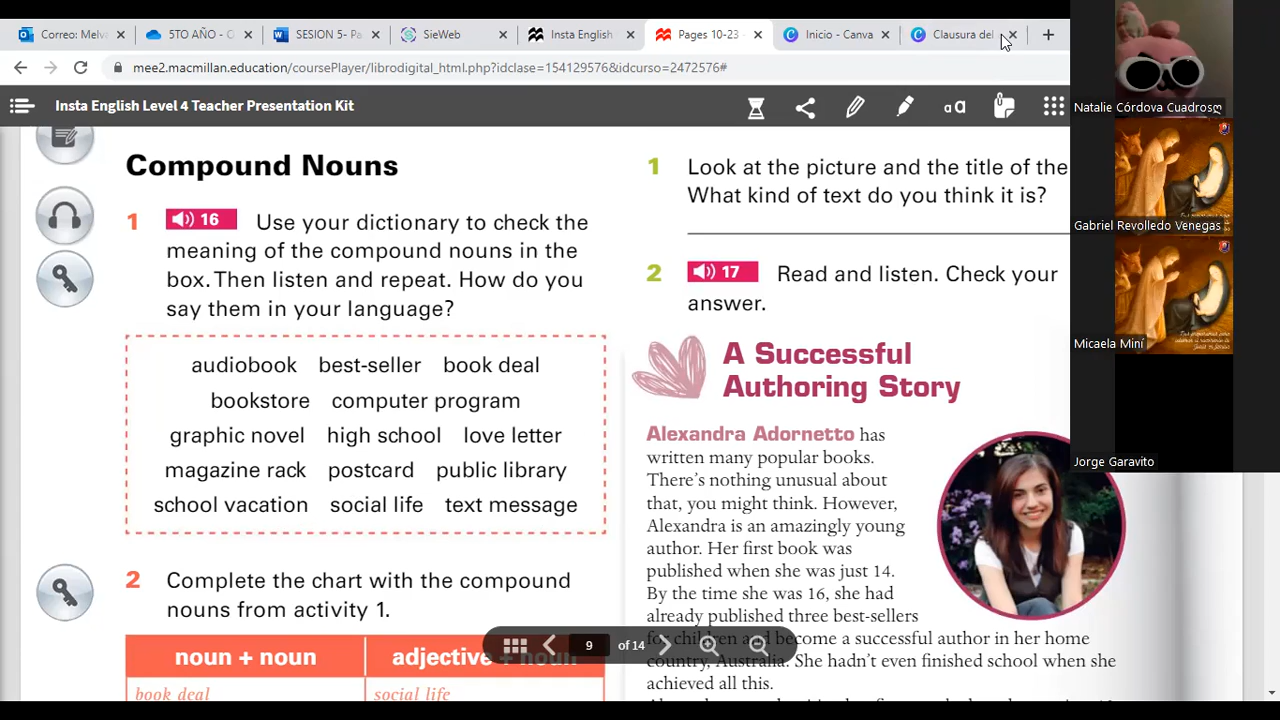 Correo: Melv
5TO AÑO - O
SESION 5- Pa
SieWeb
Insta English
Pages 10-23
Inicio - Canva
Clausura del
mee2.macmillan.education/coursePlayer/librodigital_html.php?idclase=154129576&idcurso=2472576#
Insta English Level 4 Teacher Presentation Kit
aa
Compound Nouns
1 16 Use your dictionary to check the
meaning of the compound nouns in the
box. Then listen and repeat. How do you
say them in your language?
audiobook best-seller book deal
bookstore computer program
graphic novel high school love letter
magazine rack postcard public library
school vacation social life text message
2 Complete the chart with the compound
nouns from activity 1.
noun + noun adjective + noun
book deal social life
1 Look at the picture and the title of the
What kind of text do you think it is?
2 17 Read and listen. Check your
answer.
A Successful
Authoring Story
Alexandra Adornetto has
written many popular books.
There's nothing unusual about
that, you might think. However,
Alexandra is an amazingly young
author. Her first book was
published when she was just 14.
By the time she was 16, she had
already published three best-sellers
for children and become a successful author in her home
country, Australia. She hadn't even finished school when she
achieved all this.
9 of 14
Natalie Córdova Cuadros
Gabriel Revolledo Venegas
Micaela Miní
Jorge Garavito